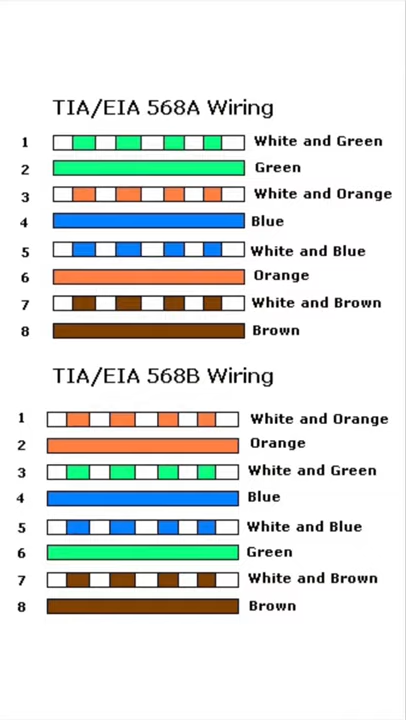 TIA/EIA 568A Wiring
1 White and Green
2 Green
3 White and Orange
4 Blue
5 White and Blue
6 Orange
7 White and Brown
8 Brown
TIA/EIA 568B Wiring
1 White and Orange
2 Orange
3 White and Green
4 Blue
5 White and Blue
6 Green
7 White and Brown
8 Brown